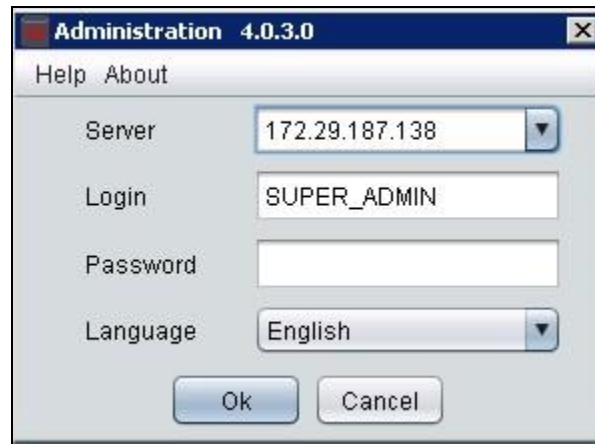 Administration 4.0.3.0
Help About
Server 172.29.187.138
Login SUPER_ADMIN
Password
Language English
Ok Cancel